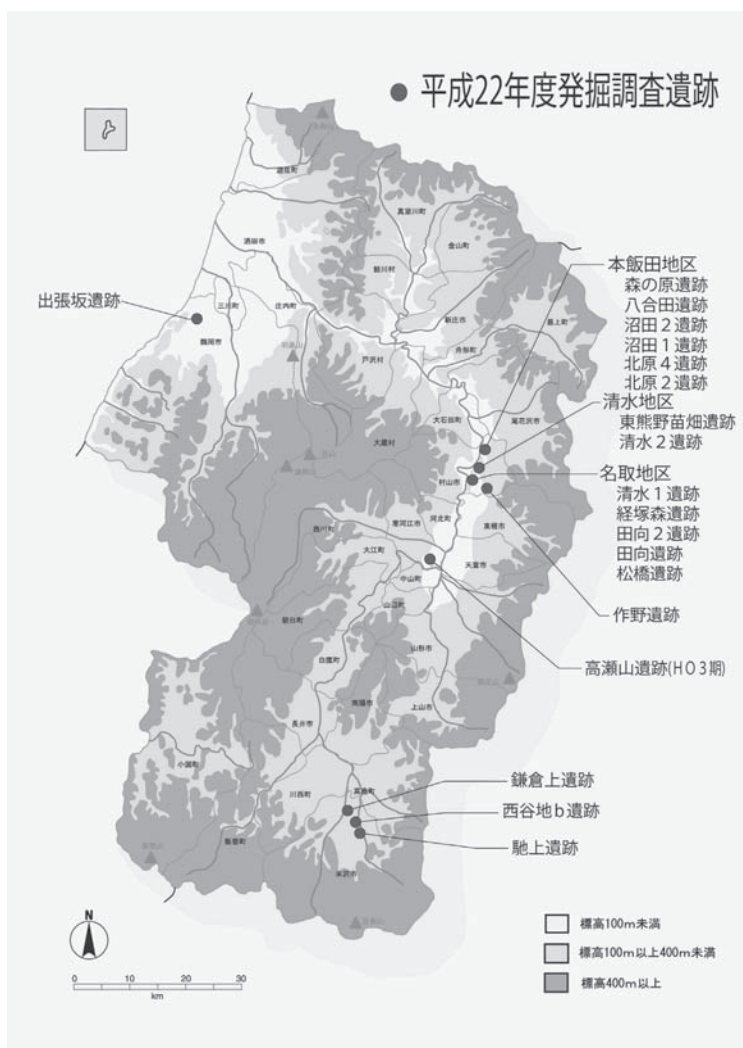 ● 平成22年度発掘調査遺跡
遊佐町
真室川町
金山町
酒田市
鮭川村
本飯田地区
森の原遺跡
八合田遺跡
沼田2遺跡
沼田1遺跡
北原4遺跡
北原2遺跡
出張坂遺跡
三川町
庄内町
新庄市
最上町
鶴岡市
戸沢村
舟形町
清水地区
東熊野苗畑遺跡
清水2遺跡
大石田町
尾花沢市
大蔵村
名取地区
清水1遺跡
経塚森遺跡
田向2遺跡
田向遺跡
松橋遺跡
村山市
河北町
寒河江市
東根市
西川町
大江町
天童市
中山町
作野遺跡
山辺町
朝日町
山形市
白鷹町
高瀬山遺跡(HO3期)
南陽市
上山市
長井市
小国町
鎌倉上遺跡
川西町
高畠町
西谷地b遺跡
飯豊町
馳上遺跡
米沢市
N
0 10 20 30
km
標高100m未満
標高100m以上400m未満
標高400m以上